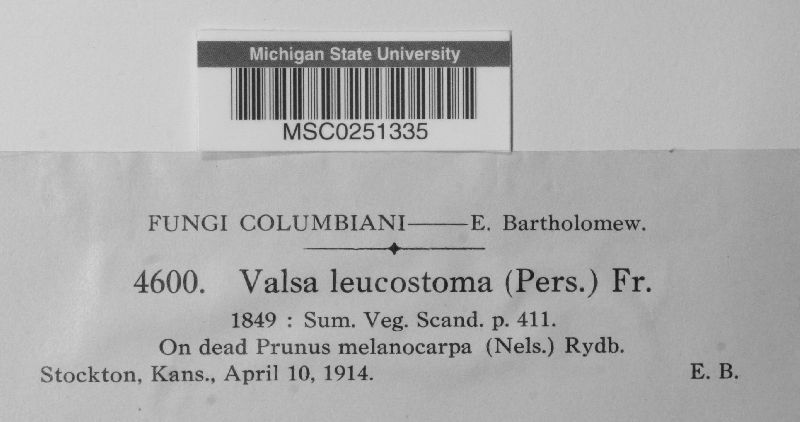 Michigan State University
MSC0251335
FUNGI COLUMBIANI——E. Bartholomew.
4600. Valsa leucostoma (Pers.) Fr.
1849 : Sum. Veg. Scand. p. 411.
On dead Prunus melanocarpa (Nels.) Rydb.
Stockton, Kans., April 10, 1914. E. B.